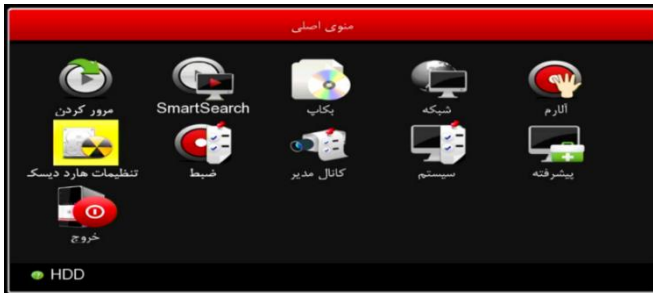 منوی اصلی
مرور کردن
SmartSearch
بکاپ
شبکه
آلارم
تنظیمات هارد دیسک
ضبط
کانال مدیر
سیستم
پیشرفته
خروج
HDD